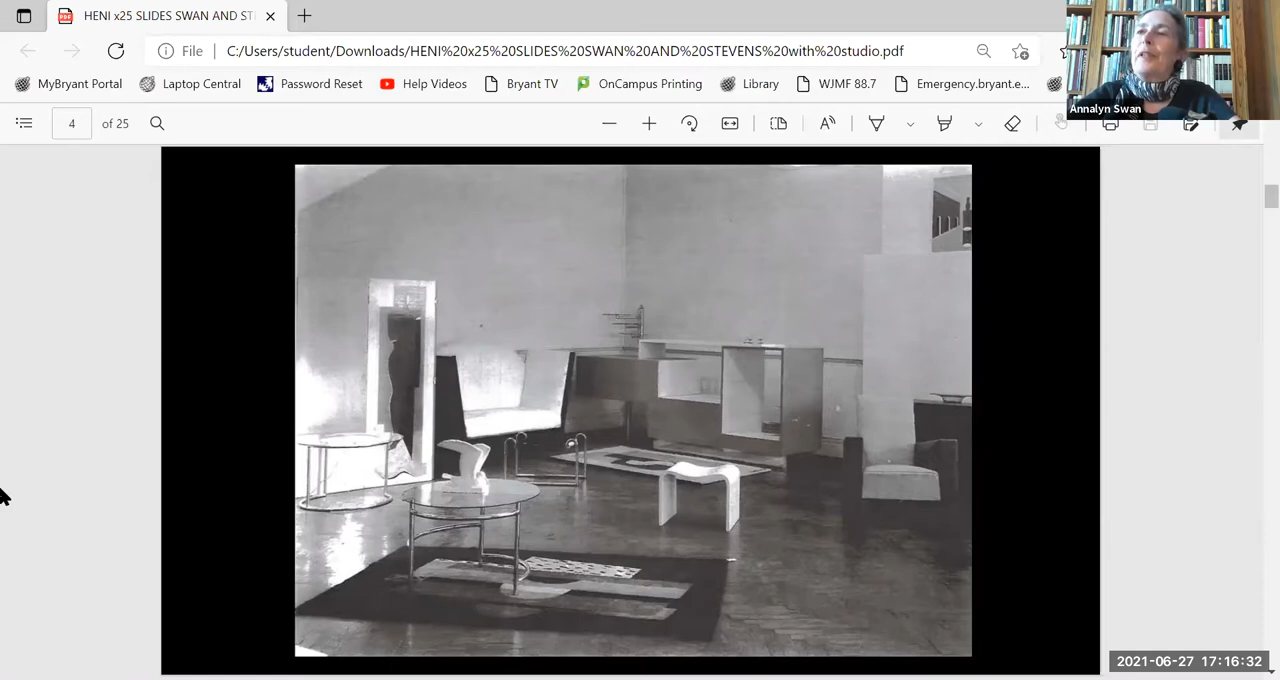 HENI x25 SLIDES SWAN AND ST
File C:/Users/student/Downloads/HENI%20x25%20SLIDES%20SWAN%20AND%20STEVENS%20with%20studio.pdf
MyBryant Portal Laptop Central Password Reset Help Videos Bryant TV OnCampus Printing Library WJMF 88.7 Emergency.bryant.e...
Annalyn Swan
4 of 25
2021-06-27 17:16:32